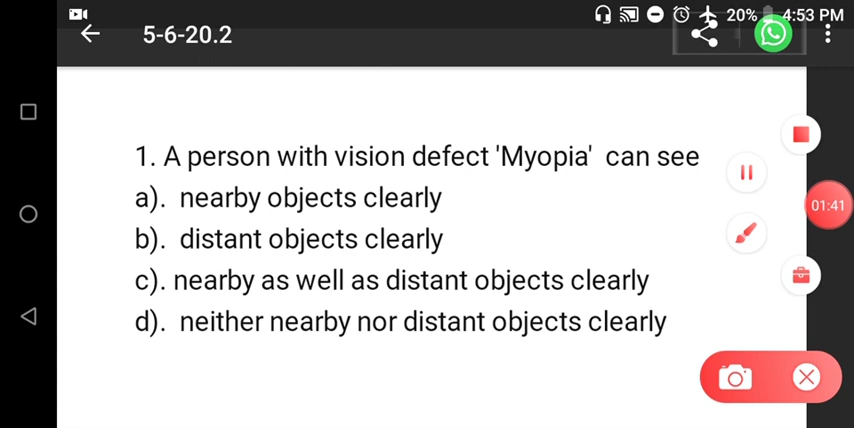 20% 4:53 PM
5-6-20.2
1. A person with vision defect 'Myopia' can see
a). nearby objects clearly
b). distant objects clearly
c). nearby as well as distant objects clearly
d). neither nearby nor distant objects clearly
01:41